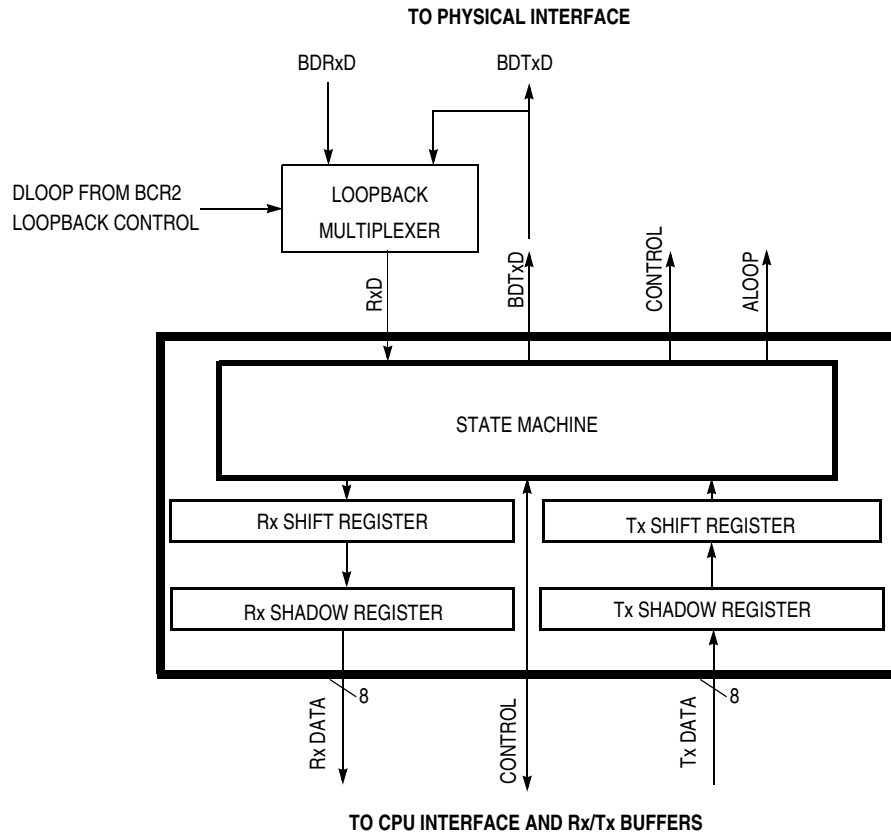 TO PHYSICAL INTERFACE
BDRxD
BDTxD
DLOOP FROM BCR2
LOOPBACK CONTROL
LOOPBACK
MULTIPLEXER
RxD
BDTxD
CONTROL
ALOOP
STATE MACHINE
Rx SHIFT REGISTER
Tx SHIFT REGISTER
Rx SHADOW REGISTER
Tx SHADOW REGISTER
8
8
Rx DATA
CONTROL
Tx DATA
TO CPU INTERFACE AND Rx/Tx BUFFERS